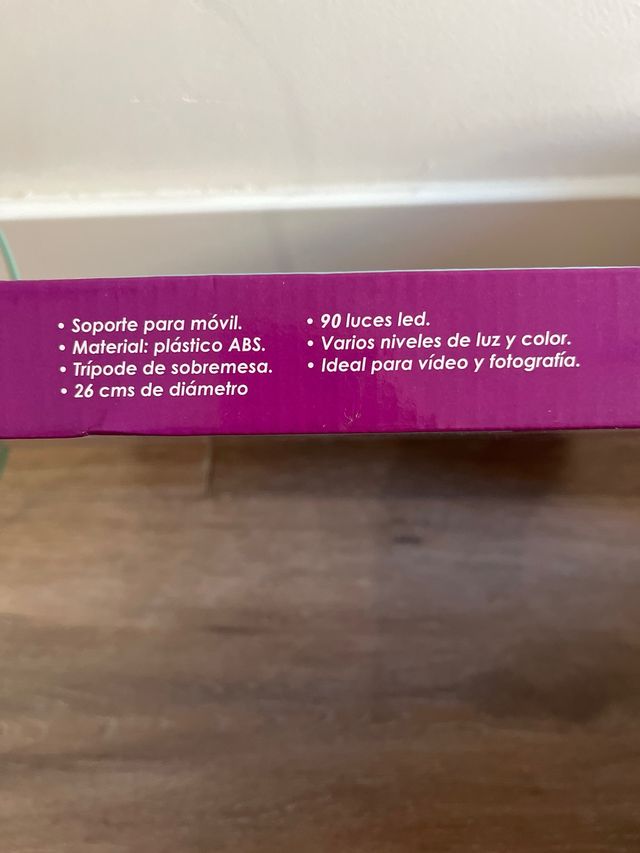 • Soporte para móvil.
• Material: plástico ABS.
• Trípode de sobremesa.
• 26 cms de diámetro
• 90 luces led.
• Varios niveles de luz y color.
• Ideal para vídeo y fotografía.